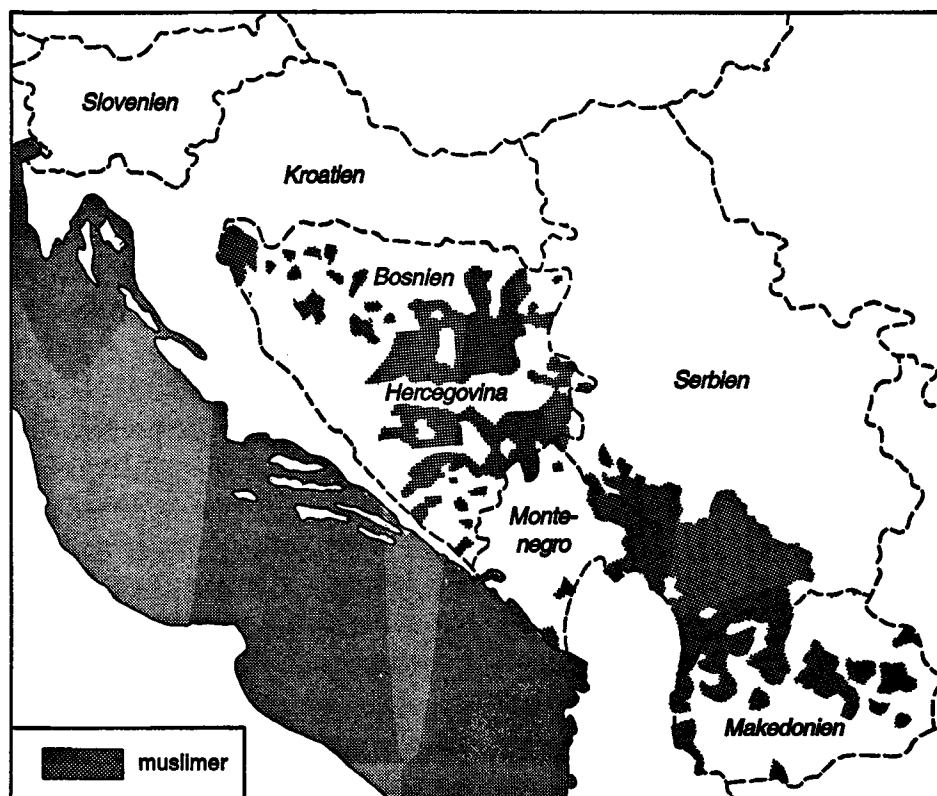 Slovenien
Kroatien
Bosnien
Hercegovina
Serbien
Monte-
negro
Makedonien
muslimer